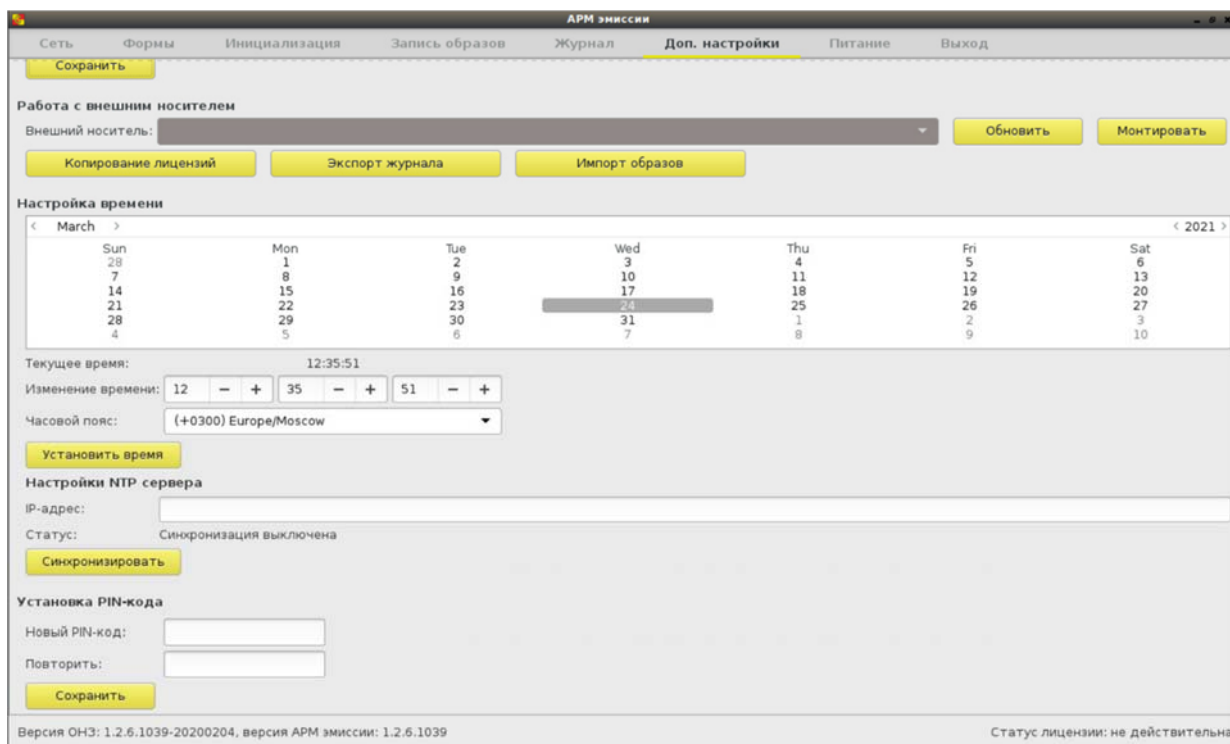 АРМ эмиссии
Сеть Формы Инициализация Запись образов Журнал Доп. настройки Питание Выход
Сохранить
Работа с внешним носителем
Внешний носитель: Обновить Монтировать
Копирование лицензий Экспорт журнала Импорт образов
Настройка времени
< March > < 2021 >
Sun Mon Tue Wed Thu Fri Sat
28 1 2 3 4 5 6
7 8 9 10 11 12 13
14 15 16 17 18 19 20
21 22 23 24 25 26 27
28 29 30 31 1 2 3
4 5 6 7 8 9 10
Текущее время: 12:35:51
Изменение времени: 12 − + 35 − + 51 − +
Часовой пояс: (+0300) Europe/Moscow
Установить время
Настройки NTP сервера
IP-адрес:
Статус: Синхронизация выключена
Синхронизировать
Установка PIN-кода
Новый PIN-код:
Повторить:
Сохранить
Версия ОНЗ: 1.2.6.1039-20200204, версия АРМ эмиссии: 1.2.6.1039 Статус лицензии: не действительна